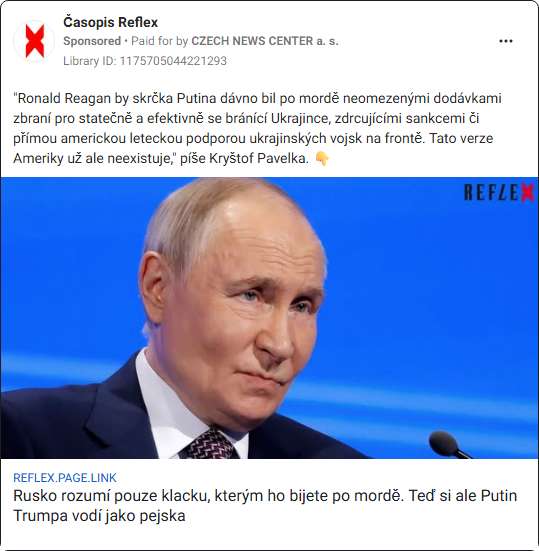 Časopis Reflex
Sponsored • Paid for by CZECH NEWS CENTER a. s.
Library ID: 1175705044221293
"Ronald Reagan by skrčka Putina dávno bil po mordě neomezenými dodávkami
zbraní pro statečně a efektivně se bránící Ukrajince, zdrcujícími sankcemi či
přímou americkou leteckou podporou ukrajinských vojsk na frontě. Tato verze
Ameriky už ale neexistuje," píše Kryštof Pavelka. 👇
REFLEX
REFLEX.PAGE.LINK
Rusko rozumí pouze klacku, kterým ho bijete po mordě. Teď si ale Putin
Trumpa vodí jako pejska